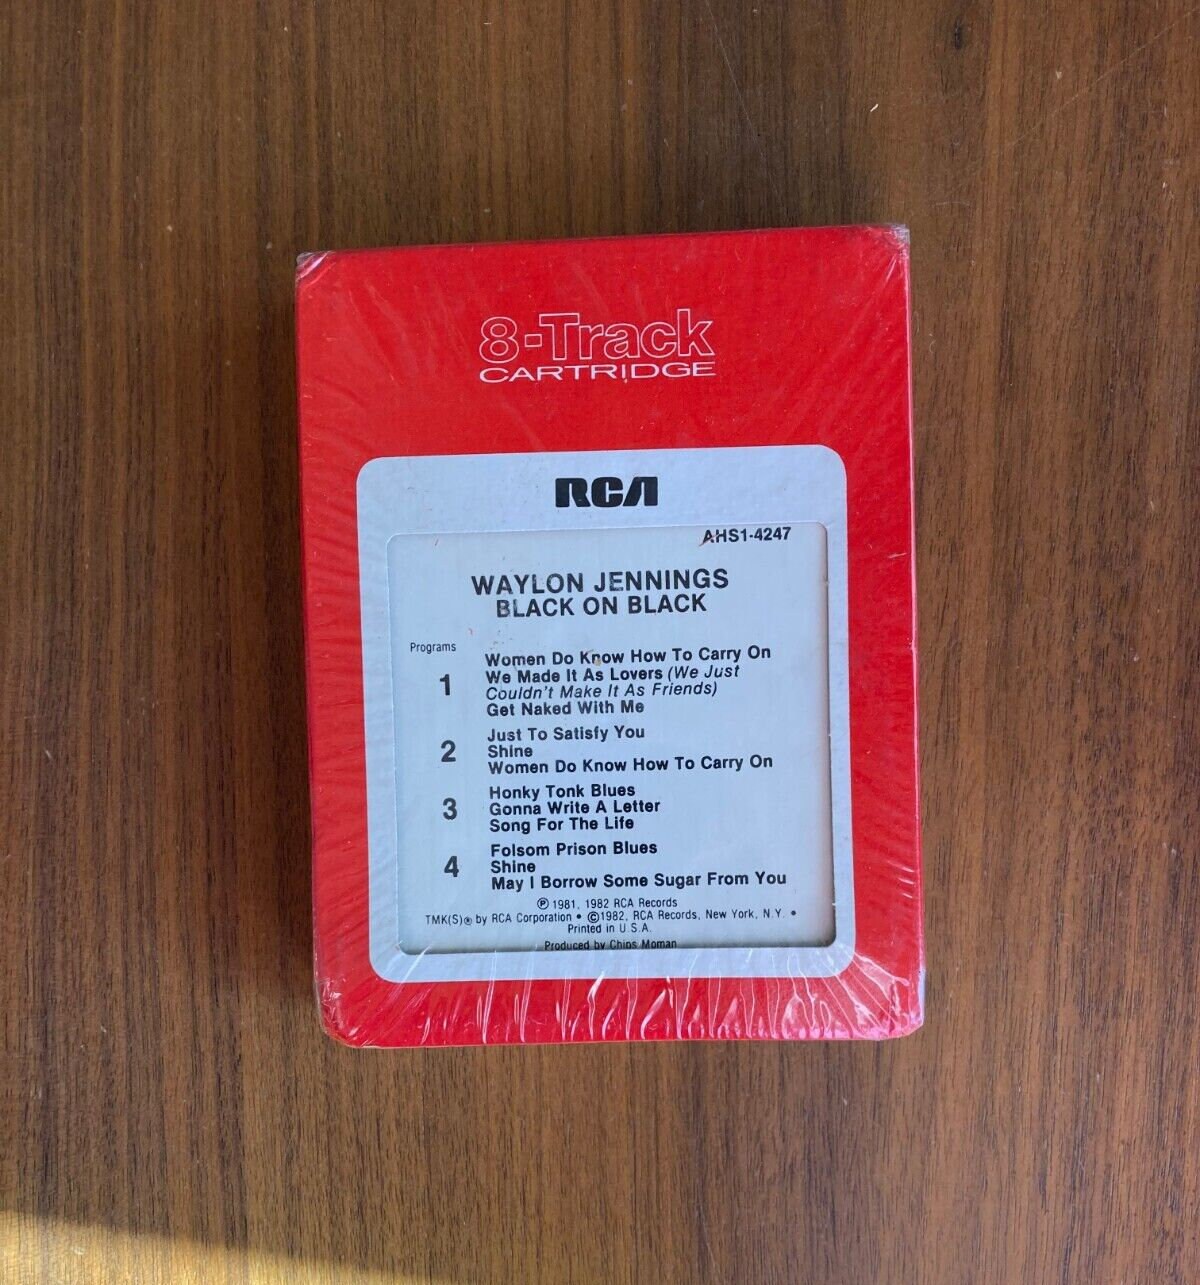 8-Track
CARTRIDGE
RCA
AHS1-4247
WAYLON JENNINGS
BLACK ON BLACK
Programs
1
Women Do Know How To Carry On
We Made It As Lovers (We Just
Couldn't Make It As Friends)
Get Naked With Me
2
Just To Satisfy You
Shine
Women Do Know How To Carry On
3
Honky Tonk Blues
Gonna Write A Letter
Song For The Life
4
Folsom Prison Blues
Shine
May I Borrow Some Sugar From You
℗ 1981, 1982 RCA Records
TMK(S)® by RCA Corporation • ©1982, RCA Records, New York, N.Y. •
Printed in U.S.A.
Produced by Chips Moman